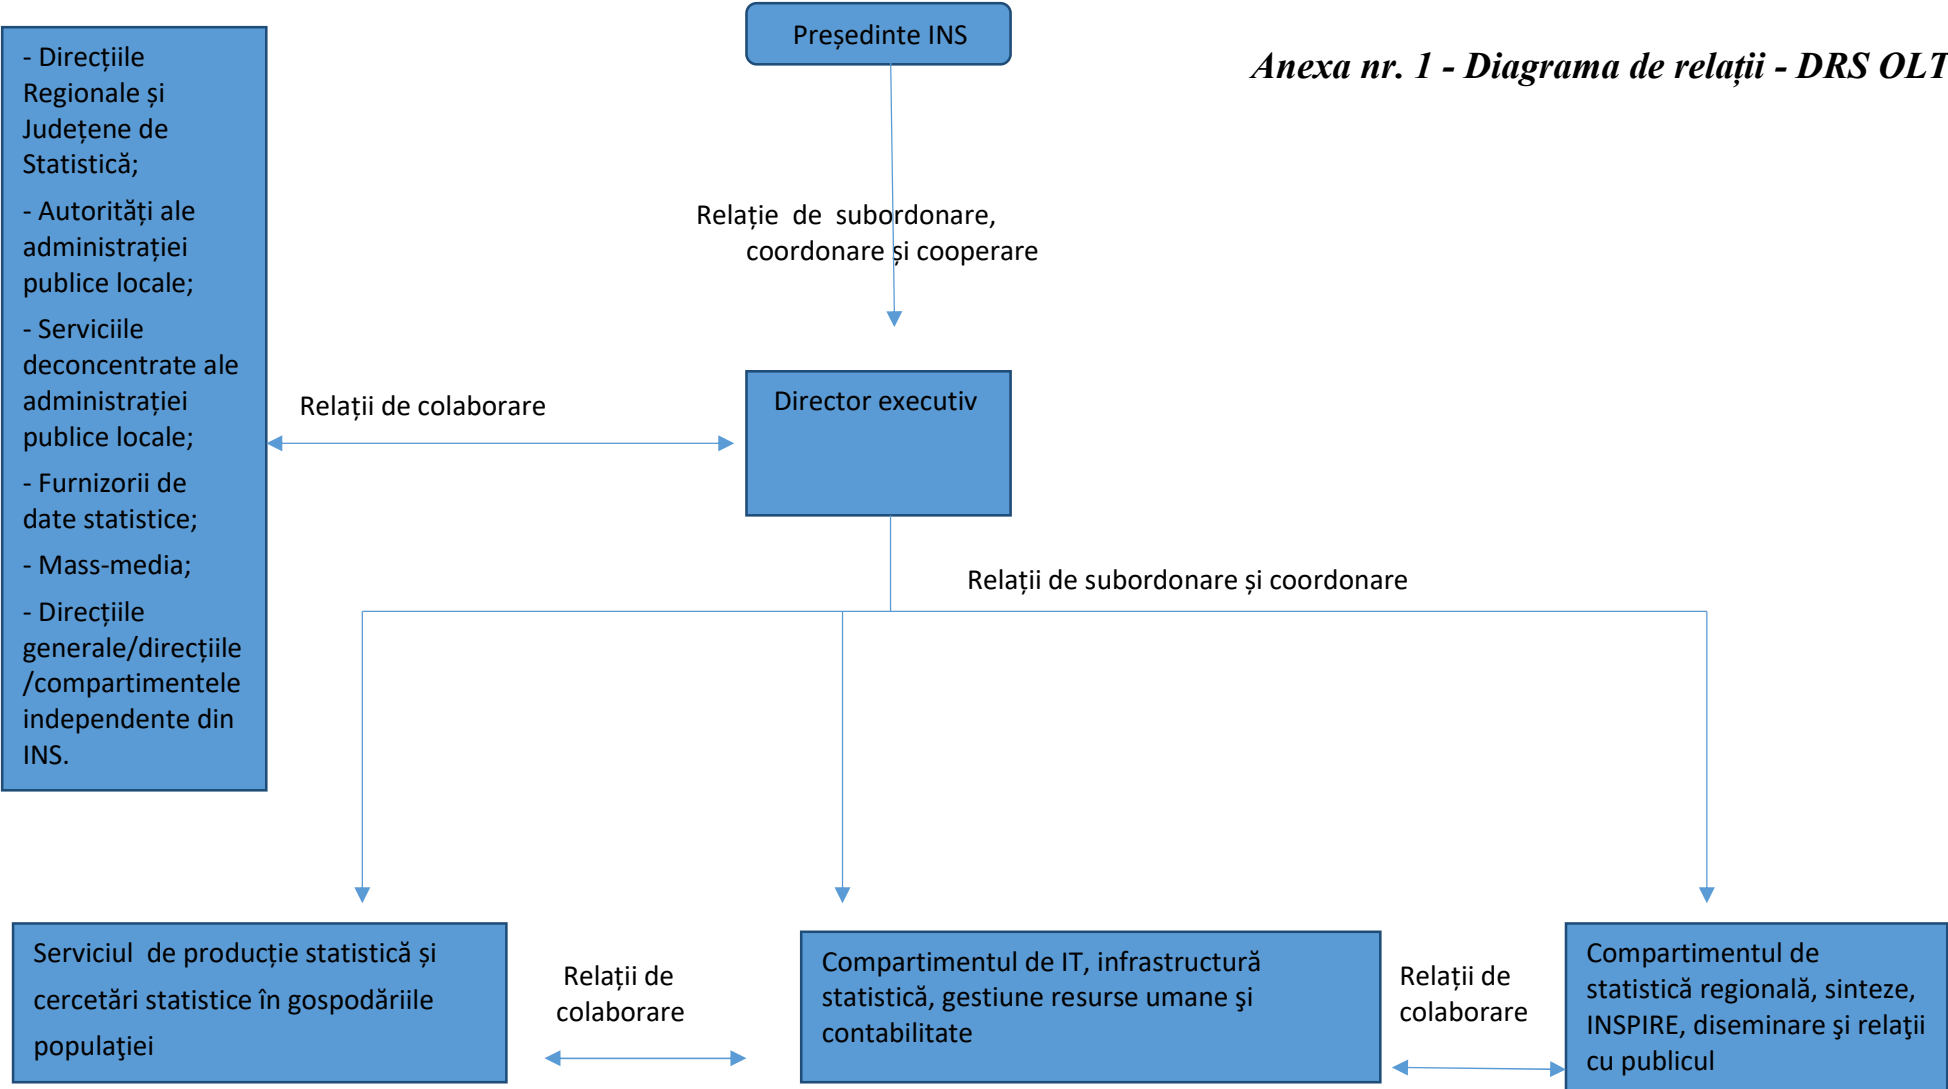 Președinte INS
Anexa nr. 1 - Diagrama de relații - DRS OLT
- Direcțiile
Regionale și
Județene de
Statistică;
- Autorități ale
administrației
publice locale;
- Serviciile
deconcentrate ale
administrației
publice locale;
- Furnizorii de
date statistice;
- Mass-media;
- Direcțiile
generale/direcțiile
/compartimentele
independente din
INS.
Relație de subordonare,
coordonare și cooperare
Relații de colaborare
Director executiv
Relații de subordonare și coordonare
Serviciul de producție statistică și
cercetări statistice în gospodăriile
populaţiei
Relații de
colaborare
Compartimentul de IT, infrastructură
statistică, gestiune resurse umane şi
contabilitate
Relații de
colaborare
Compartimentul de
statistică regională, sinteze,
INSPIRE, diseminare şi relaţii
cu publicul